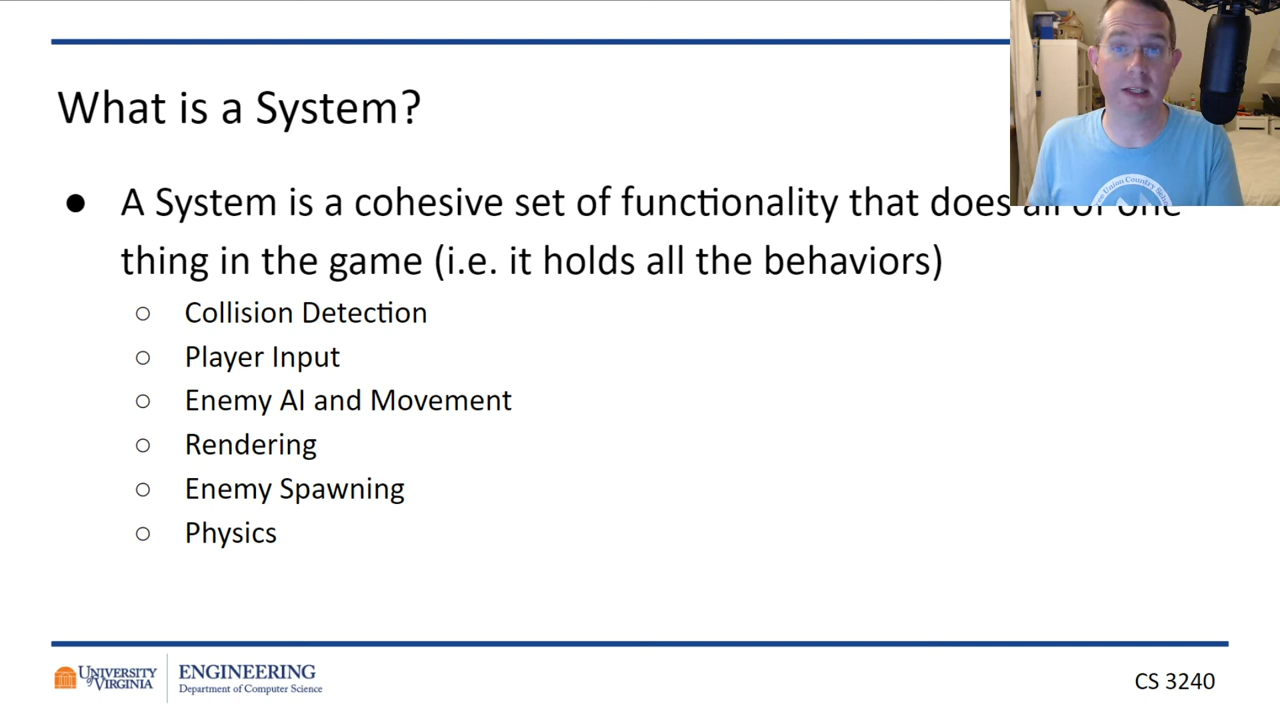 What is a System?
● A System is a cohesive set of functionality that does all of one
thing in the game (i.e. it holds all the behaviors)
○ Collision Detection
○ Player Input
○ Enemy AI and Movement
○ Rendering
○ Enemy Spawning
○ Physics
Union Country S
UNIVERSITY of VIRGINIA
ENGINEERING
Department of Computer Science
CS 3240